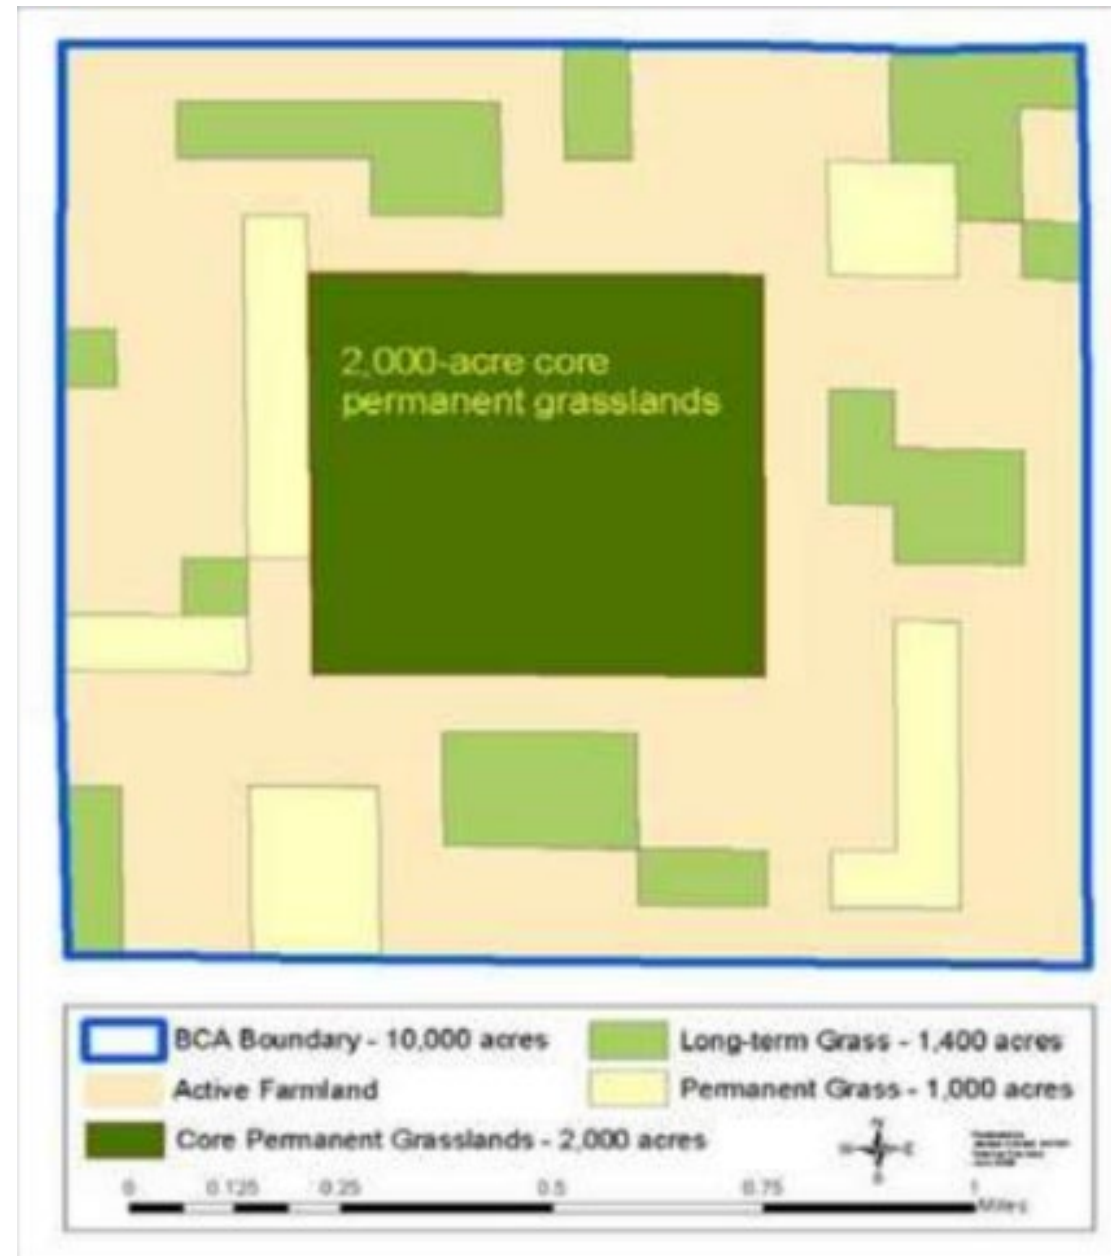 2,000-acre core
permanent grasslands
BCA Boundary - 10,000 acres
Long-term Grass - 1,400 acres
Active Farmland
Permanent Grass - 1,000 acres
Core Permanent Grasslands - 2,000 acres
N
W E
S
0 0.125 0.25 0.5 0.75 1
Miles